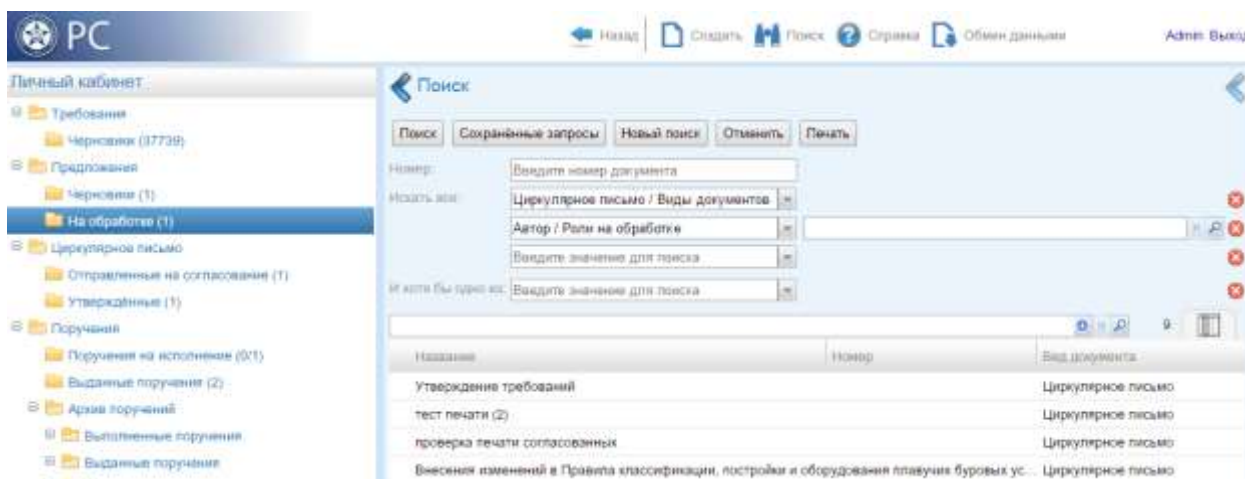 РС
Назад Создать Поиск Справка Обмен данными Admin Выход
Личный кабинет
Требования
Черновики (37739)
Предложения
Черновики (1)
На обработке (1)
Циркулярное письмо
Отправленные на согласование (1)
Утверждённые (1)
Поручения
Поручения на исполнение (0/1)
Выданные поручения (2)
Архив поручений
Выполненные поручения
Выданные поручения
Поиск
Поиск Сохранённые запросы Новый поиск Отменить Печать
Номер: Введите номер документа
Искать все: Циркулярное письмо / Виды документов
Автор / Роли на обработке
Введите значение для поиска
И хотя бы одно из: Введите значение для поиска
9
Название Номер Вид документа
Утверждение требований Циркулярное письмо
тест печати (2) Циркулярное письмо
проверка печати согласованных Циркулярное письмо
Внесения изменений в Правила классификации, постройки и оборудования плавучих буровых ус... Циркулярное письмо